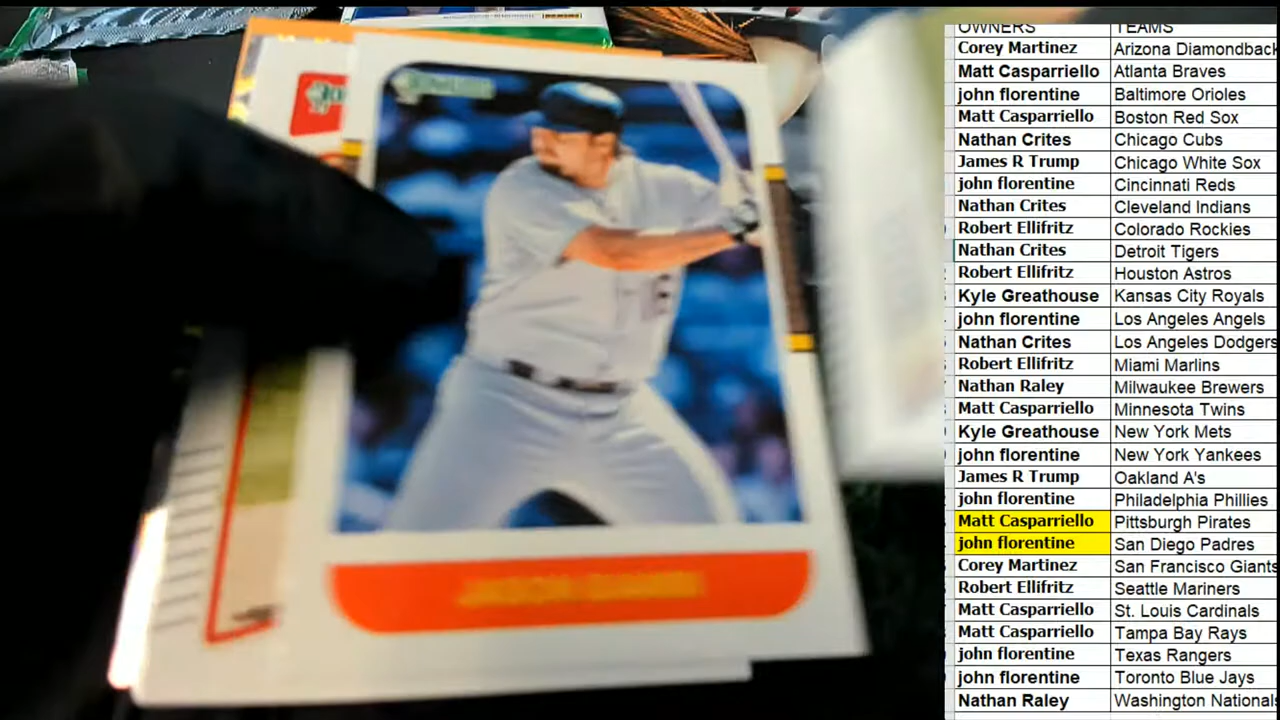 OWNERS TEAMS
Corey Martinez Arizona Diamondback
Matt Casparriello Atlanta Braves
john florentine Baltimore Orioles
Matt Casparriello Boston Red Sox
Nathan Crites Chicago Cubs
James R Trump Chicago White Sox
john florentine Cincinnati Reds
Nathan Crites Cleveland Indians
Robert Ellifritz Colorado Rockies
Nathan Crites Detroit Tigers
Robert Ellifritz Houston Astros
Kyle Greathouse Kansas City Royals
john florentine Los Angeles Angels
Nathan Crites Los Angeles Dodgers
Robert Ellifritz Miami Marlins
Nathan Raley Milwaukee Brewers
Matt Casparriello Minnesota Twins
Kyle Greathouse New York Mets
john florentine New York Yankees
James R Trump Oakland A's
john florentine Philadelphia Phillies
Matt Casparriello Pittsburgh Pirates
john florentine San Diego Padres
Corey Martinez San Francisco Giants
Robert Ellifritz Seattle Mariners
Matt Casparriello St. Louis Cardinals
Matt Casparriello Tampa Bay Rays
john florentine Texas Rangers
john florentine Toronto Blue Jays
Nathan Raley Washington Nationals